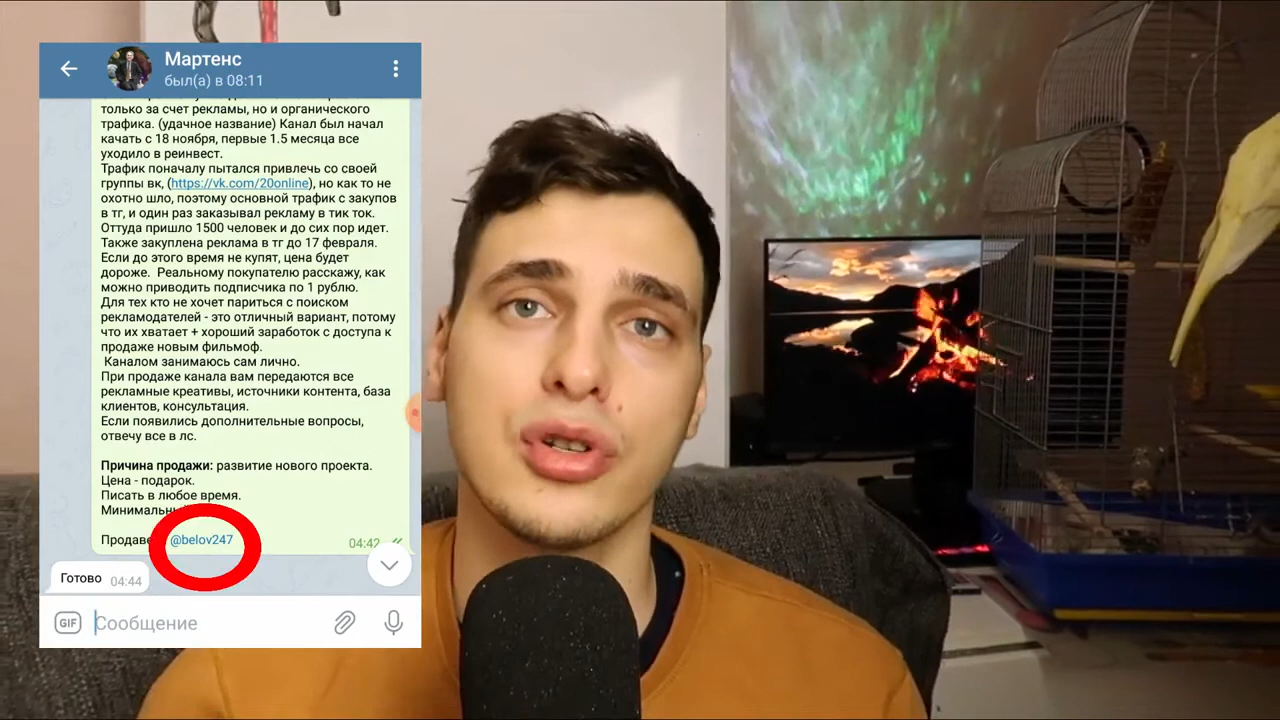 Мартенс
был(а) в 08:11
только за счет рекламы, но и органического
трафика. (удачное название) Канал был начал
качать с 18 ноября, первые 1.5 месяца все
уходило в реинвест.
Трафик поначалу пытался привлечь со своей
группы вк, (https://vk.com/20online), но как то не
охотно шло, поэтому основной трафик с закупов
в тг, и один раз заказывал рекламу в тик ток.
Оттуда пришло 1500 человек и до сих пор идет.
Также закуплена реклама в тг до 17 февраля.
Если до этого время не купят, цена будет
дороже. Реальному покупателю расскажу, как
можно приводить подписчика по 1 рублю.
Для тех кто не хочет париться с поиском
рекламодателей - это отличный вариант, потому
что их хватает + хороший заработок с доступа к
продаже новым фильмоф.
Каналом занимаюсь сам лично.
При продаже канала вам передаются все
рекламные креативы, источники контента, база
клиентов, консультация.
Если появились дополнительные вопросы,
отвечу все в лс.
Причина продажи: развитие нового проекта.
Цена - подарок.
Писать в любое время.
@belov247
04:42
Готово 04:44
GIF Сообщение